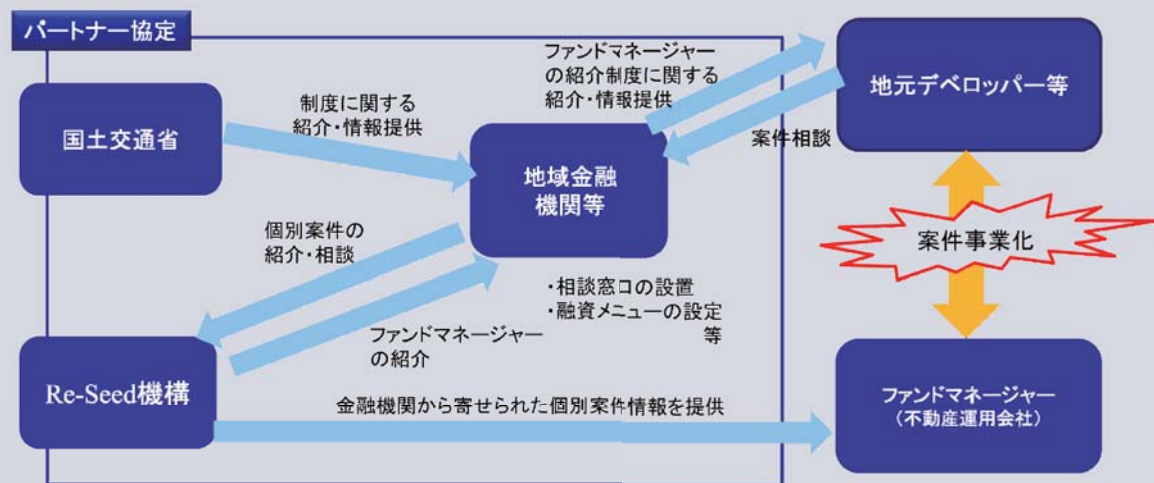 パートナー協定
国土交通省
制度に関する
紹介・情報提供
ファンドマネージャー
の紹介制度に関する
紹介・情報提供
地元デベロッパー等
案件相談
地域金融
機関等
個別案件の
紹介・相談
・相談窓口の設置
・融資メニューの設定
等
案件事業化
ファンドマネージャー
の紹介
Re-Seed機構
金融機関から寄せられた個別案件情報を提供
ファンドマネージャー
（不動産運用会社）